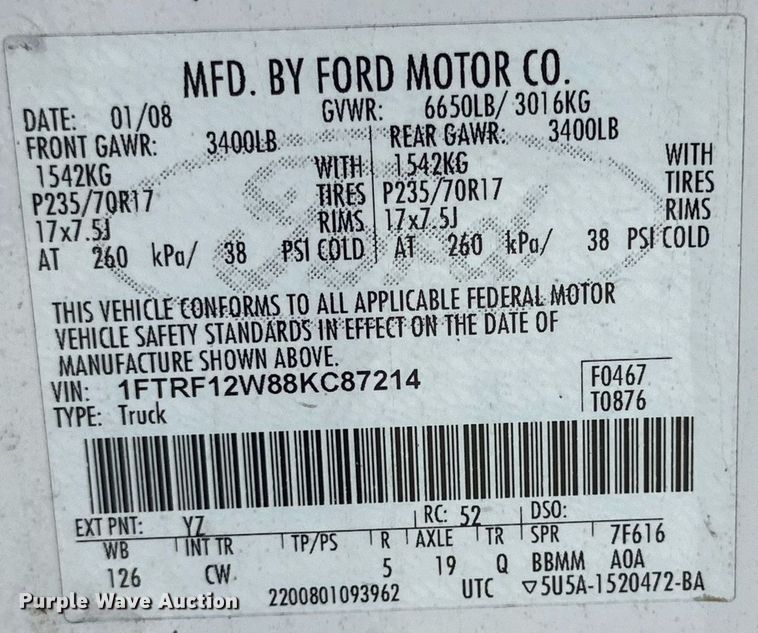 MFD. BY FORD MOTOR CO.
DATE: 01/08 GVWR: 6650LB/ 3016KG
FRONT GAWR: 3400LB REAR GAWR: 3400LB
1542KG WITH 1542KG WITH
P235/70R17 TIRES P235/70R17 TIRES
17x7.5J RIMS 17x7.5J RIMS
AT 260 kPa/ 38 PSI COLD AT 260 kPa/ 38 PSI COLD
Ford
THIS VEHICLE CONFORMS TO ALL APPLICABLE FEDERAL MOTOR
VEHICLE SAFETY STANDARDS IN EFFECT ON THE DATE OF
MANUFACTURE SHOWN ABOVE.
VIN: 1FTRF12W88KC87214 F0467
TYPE: Truck T0876
EXT PNT: YZ RC: 52 DSO:
WB INT TR TP/PS R AXLE TR SPR 7F616
126 CW 5 19 Q BBMM A0A
2200801093962 UTC ▽5U5A-1520472-BA
Purple Wave Auction